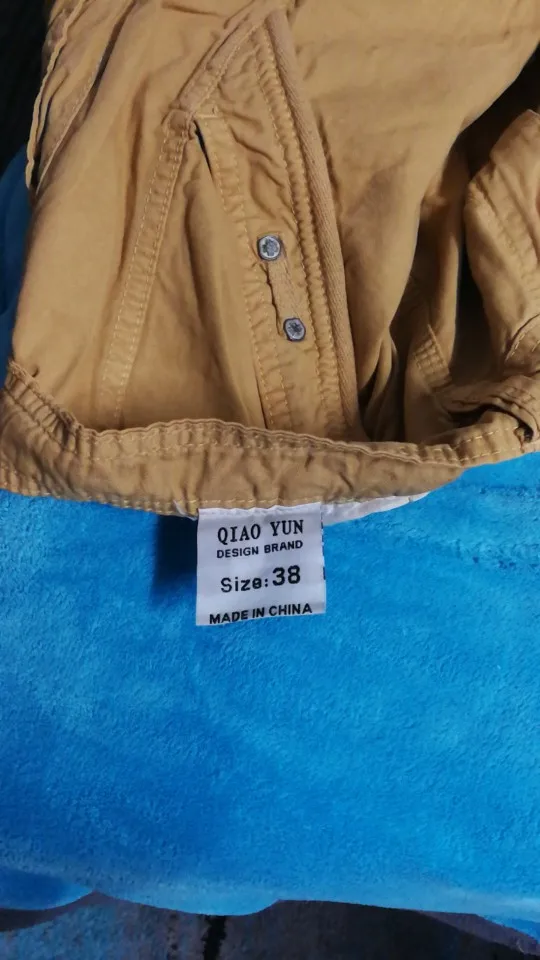 QIAO YUN
DESIGN BRAND
Size: 38
MADE IN CHINA